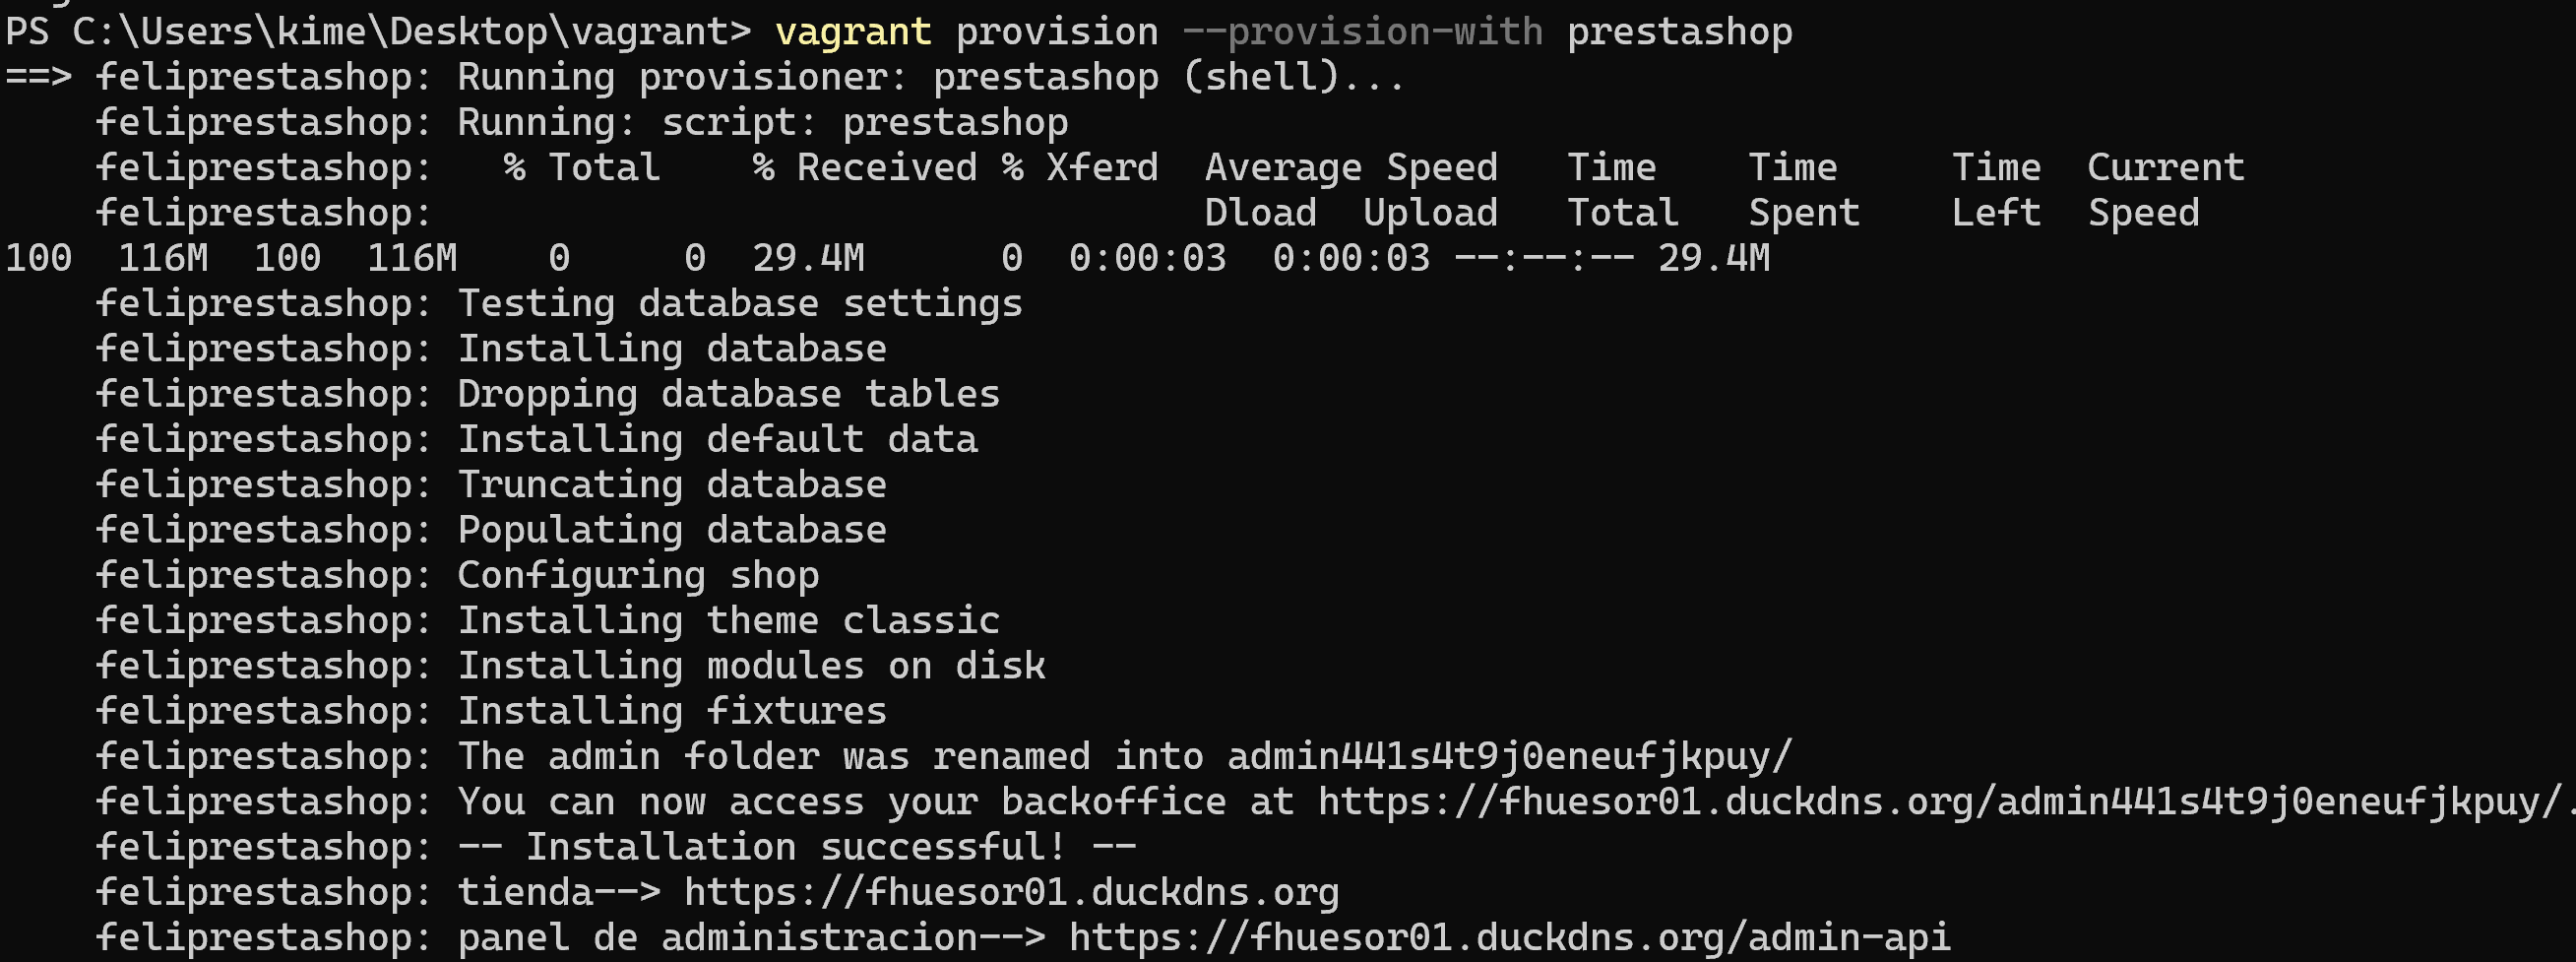 PS C:\Users\kime\Desktop\vagrant> vagrant provision --provision-with prestashop
==> feliprestashop: Running provisioner: prestashop (shell)...
    feliprestashop: Running: script: prestashop
    feliprestashop:   % Total    % Received % Xferd  Average Speed   Time    Time     Time  Current
    feliprestashop:                                  Dload  Upload   Total   Spent    Left  Speed
100  116M  100  116M    0     0  29.4M      0  0:00:03  0:00:03 --:--:-- 29.4M
    feliprestashop: Testing database settings
    feliprestashop: Installing database
    feliprestashop: Dropping database tables
    feliprestashop: Installing default data
    feliprestashop: Truncating database
    feliprestashop: Populating database
    feliprestashop: Configuring shop
    feliprestashop: Installing theme classic
    feliprestashop: Installing modules on disk
    feliprestashop: Installing fixtures
    feliprestashop: The admin folder was renamed into admin441s4t9j0eneufjkpuy/
    feliprestashop: You can now access your backoffice at https://fhuesor01.duckdns.org/admin441s4t9j0eneufjkpuy/.
    feliprestashop: -- Installation successful! --
    feliprestashop: tienda--> https://fhuesor01.duckdns.org
    feliprestashop: panel de administracion--> https://fhuesor01.duckdns.org/admin-api